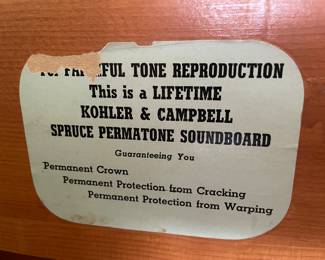 FUL TONE REPRODUCTION
This is a LIFETIME
KOHLER & CAMPBELL
SPRUCE PERMATONE SOUNDBOARD
Guaranteeing You
Permanent Crown
Permanent Protection from Cracking
Permanent Protection from Warping